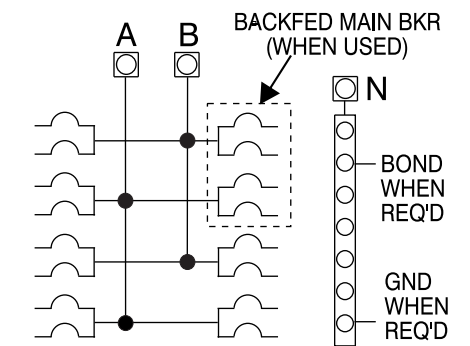 BACKFED MAIN BKR
(WHEN USED)
A B
N
BOND
WHEN
REQ'D
GND
WHEN
REQ'D